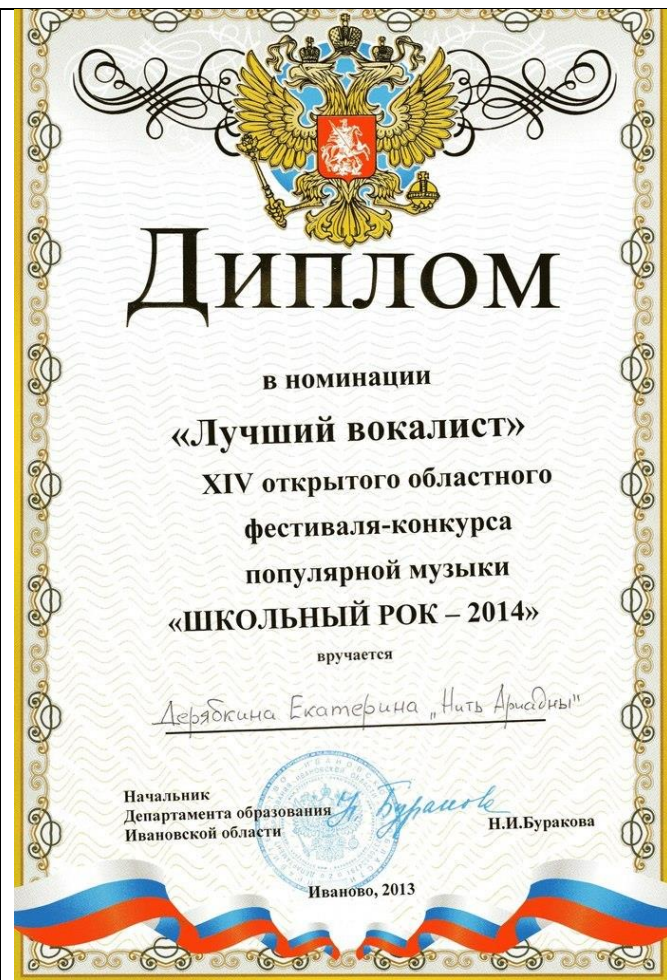 Диплом
в номинации
«Лучший вокалист»
XIV открытого областного
фестиваля-конкурса
популярной музыки
«ШКОЛЬНЫЙ РОК – 2014»
вручается
Дерябкина Екатерина „Нить Ариадны"
Начальник
Департамента образования
Ивановской области
Н.И.Буракова
Иваново, 2013